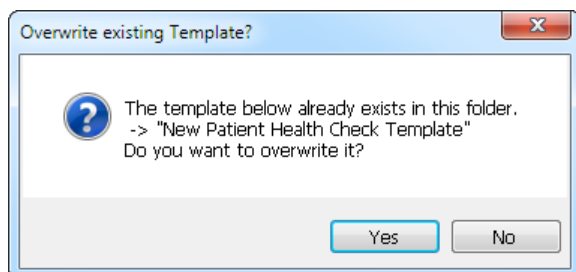 Overwrite existing Template?
The template below already exists in this folder.
-> "New Patient Health Check Template"
Do you want to overwrite it?
Yes
No